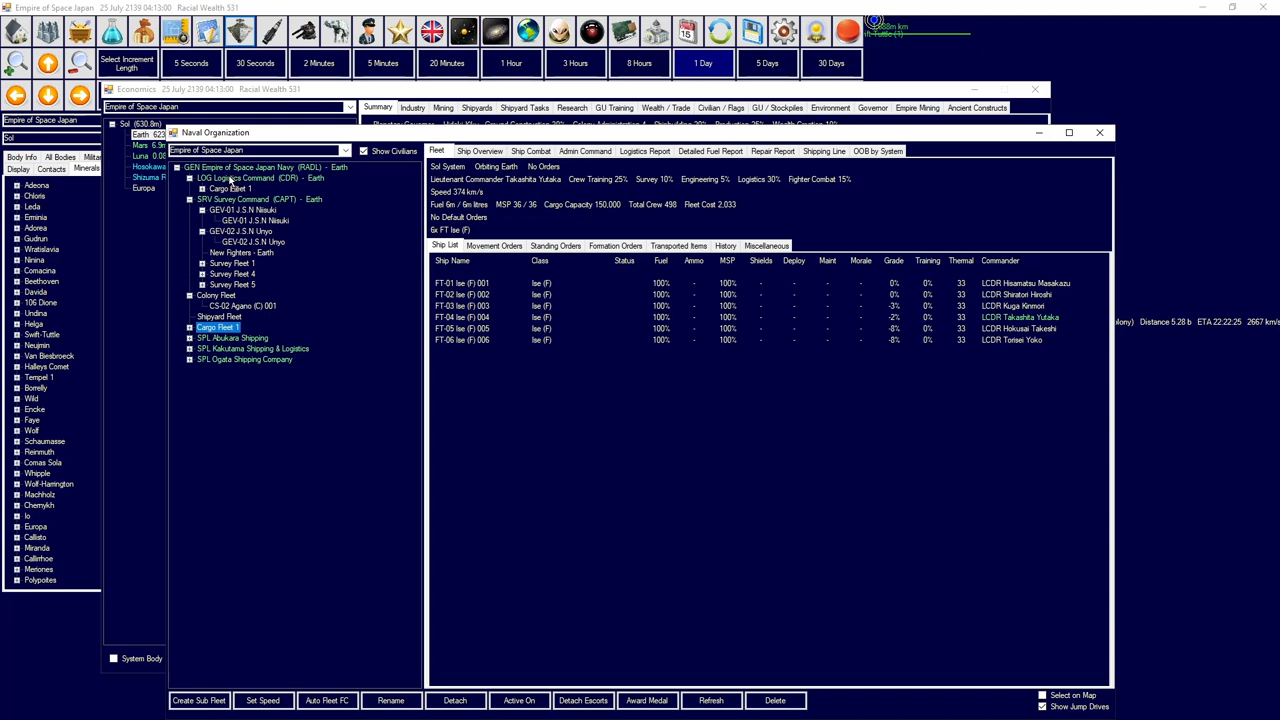 Empire of Space Japan   25 July 2139 04:13:00   Racial Wealth 531
Select Increment Length
5 Seconds
30 Seconds
2 Minutes
5 Minutes
20 Minutes
1 Hour
3 Hours
8 Hours
1 Day
5 Days
30 Days
Economics   25 July 2139 04:13:00   Racial Wealth 531
Empire of Space Japan
Summary   Industry   Mining   Shipyards   Shipyard Tasks   Research   GU Training   Wealth / Trade   Civilian / Flags   GU / Stockpiles   Environment   Governor   Empire Mining   Ancient Constructs
Empire of Space Japan
Sol
Body Info   All Bodies
Display   Contacts   Minerals
Adeona
Chloris
Leda
Eminia
Adorea
Gudrun
Wratislavia
Ninina
Comacina
Beethoven
Davida
106 Dione
Undina
Helga
Swift-Tuttle
Neujmin
Van Biesbroeck
Halleys Comet
Tempel 1
Borrelly
Wild
Encke
Faye
Wolf
Schaumasse
Reinmuth
Comas Sola
Whipple
Wolf-Harrington
Machholz
Chernykh
Io
Europa
Callisto
Miranda
Callirrhoe
Meriones
Polypoites
Sol (630.8m)
Earth
Mars
Luna
Europa
System Body
Naval Organization
Empire of Space Japan
Show Civilians
GEN Empire of Space Japan Navy (RADL) - Earth
LOG Logistics Command (CDR) - Earth
Cargo Fleet 1
SRV Survey Command (CAPT) - Earth
GEV-01 J.S.N Nisuki
GEV-01 J.S.N Nisuki
GEV-02 J.S.N Unyo
GEV-02 J.S.N Unyo
New Fighters - Earth
Survey Fleet 1
Survey Fleet 4
Survey Fleet 5
Colony Fleet
CS-02 Agano (C) 001
Shipyard Fleet
Cargo Fleet 1
SPL Abukara Shipping
SPL Kakutama Shipping & Logistics
SPL Ogata Shipping Company
Fleet   Ship Overview   Ship Combat   Admin Command   Logistics Report   Detailed Fuel Report   Repair Report   Shipping Line   OOB by System
Sol System   Orbiting Earth   No Orders
Lieutenant Commander Takashita Yutaka   Crew Training 25%   Survey 10%   Engineering 5%   Logistics 30%   Fighter Combat 15%
Speed 374 km/s
Fuel 6m / 6m litres   MSP 36 / 36   Cargo Capacity 150,000   Total Crew 498   Fleet Cost 2,033
No Default Orders
6x FT Ise (F)
Ship List   Movement Orders   Standing Orders   Formation Orders   Transported Items   History   Miscellaneous
Ship Name   Class   Status   Fuel   Ammo   MSP   Shields   Deploy   Maint   Morale   Grade   Training   Thermal   Commander
FT-01 Ise (F) 001   Ise (F)   100%   -   100%   -   -   -   -   0%   0%   33   LCDR Hisamatsu Masakazu
FT-02 Ise (F) 002   Ise (F)   100%   -   100%   -   -   -   -   0%   0%   33   LCDR Shiratori Hiroshi
FT-03 Ise (F) 003   Ise (F)   100%   -   100%   -   -   -   -   -3%   0%   33   LCDR Kuga Kinmori
FT-04 Ise (F) 004   Ise (F)   100%   -   100%   -   -   -   -   -2%   0%   33   LCDR Takashita Yutaka
FT-05 Ise (F) 005   Ise (F)   100%   -   100%   -   -   -   -   -8%   0%   33   LCDR Hokusai Takeshi
FT-06 Ise (F) 006   Ise (F)   100%   -   100%   -   -   -   -   -8%   0%   33   LCDR Torisei Yoko
Distance 5.28 b   ETA 22:22:25   2667 km/s
Create Sub Fleet   Set Speed   Auto Fleet FC   Rename   Detach   Active On   Detach Escorts   Award Medal   Refresh   Delete
Select on Map
Show Jump Drives